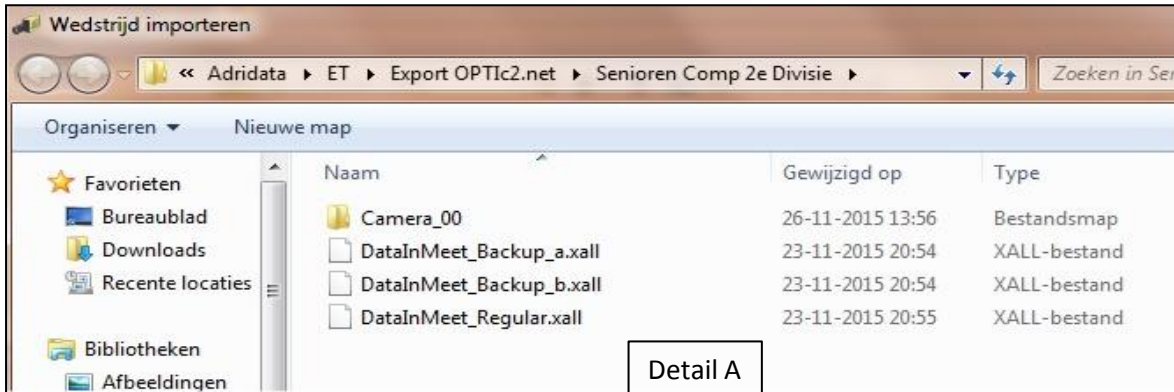 Wedstrijd importeren
« Adridata ▸ ET ▸ Export OPTIc2.net ▸ Senioren Comp 2e Divisie ▸ Zoeken in Ser
Organiseren Nieuwe map
Naam Gewijzigd op Type
Favorieten
Bureaublad
Downloads
Recente locaties
Bibliotheken
Afbeeldingen
Camera_00 26-11-2015 13:56 Bestandsmap
DataInMeet_Backup_a.xall 23-11-2015 20:54 XALL-bestand
DataInMeet_Backup_b.xall 23-11-2015 20:54 XALL-bestand
DataInMeet_Regular.xall 23-11-2015 20:55 XALL-bestand
Detail A